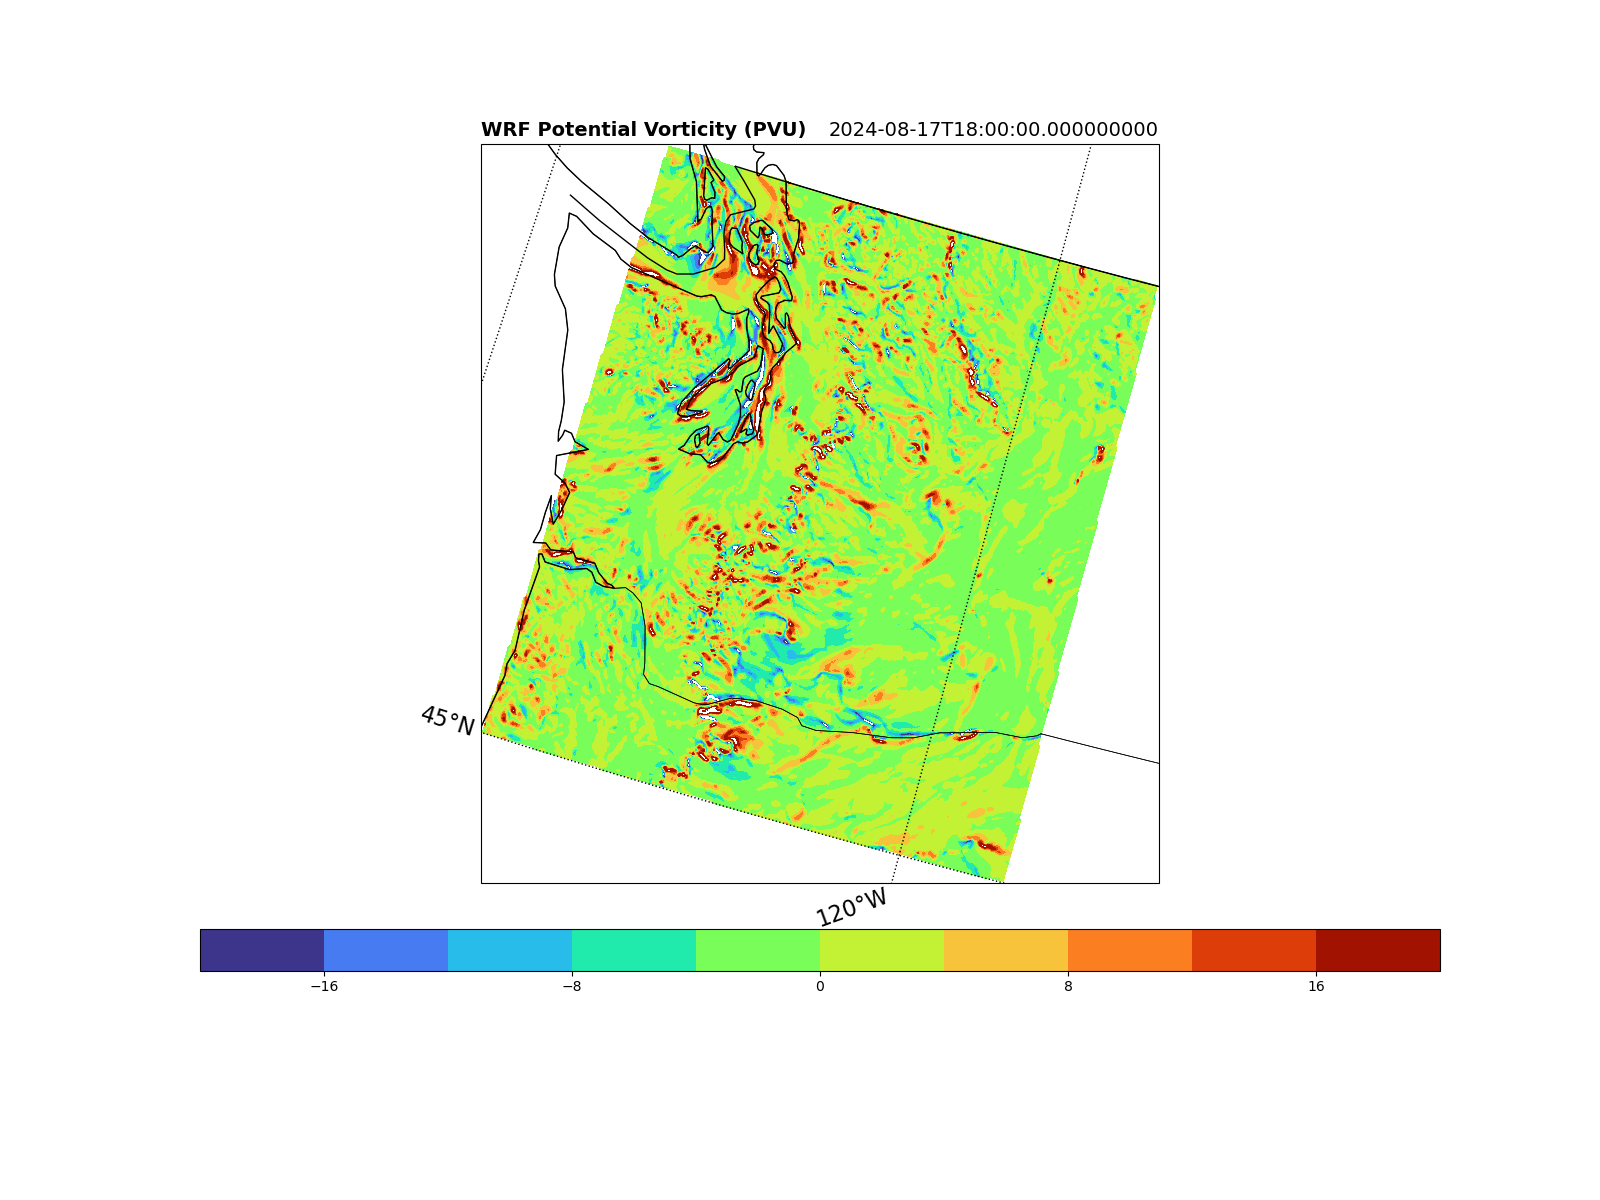 WRF Potential Vorticity (PVU) 2024-08-17T18:00:00.000000000
45°N
120°W
−16 −8 0 8 16